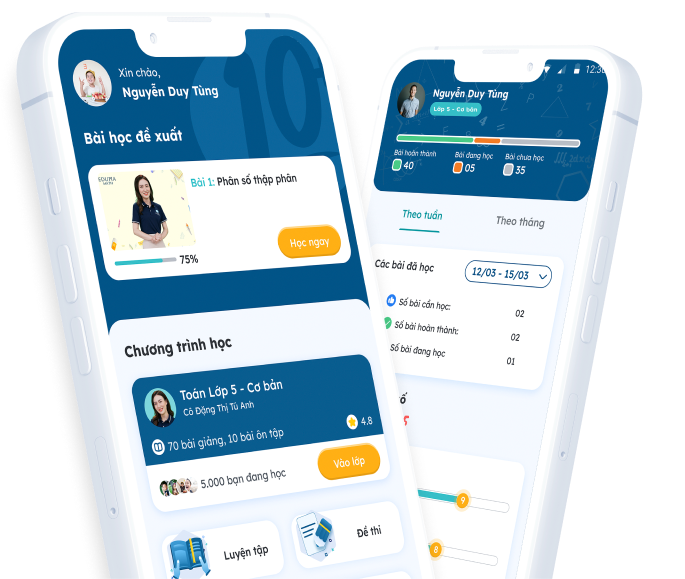 Xin chào,
Nguyễn Duy Tùng
Bài học đề xuất
EDUPIA
Bài 1: Phân số thập phân
75%
Học ngay
Chương trình học
Toán Lớp 5 - Cơ bản
Cô Đặng Thị Tú Anh
70 bài giảng, 10 bài ôn tập
4.8
5.000 bạn đang học
Vào lớp
Luyện tập
Đề thi
Nguyễn Duy Tùng
Lớp 5 - Cơ bản
Bài hoàn thành
40
Bài đang học
05
Bài chưa học
35
Theo tuần
Theo tháng
Các bài đã học
12/03 - 15/03
Số bài cần học:
02
Số bài hoàn thành:
02
Số bài đang học
01
9
8